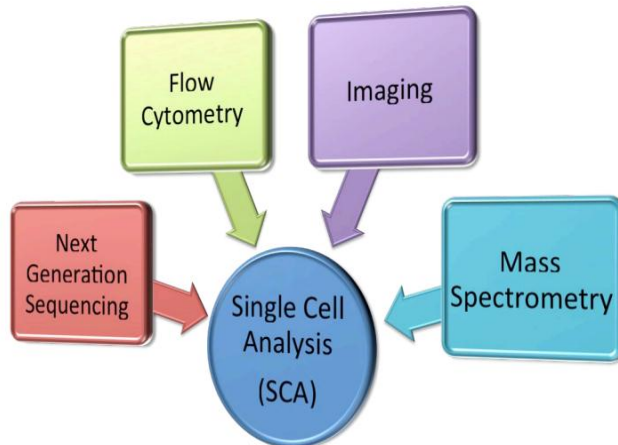 Flow
Cytometry
Imaging
Next
Generation
Sequencing
Mass
Spectrometry
Single Cell
Analysis
(SCA)